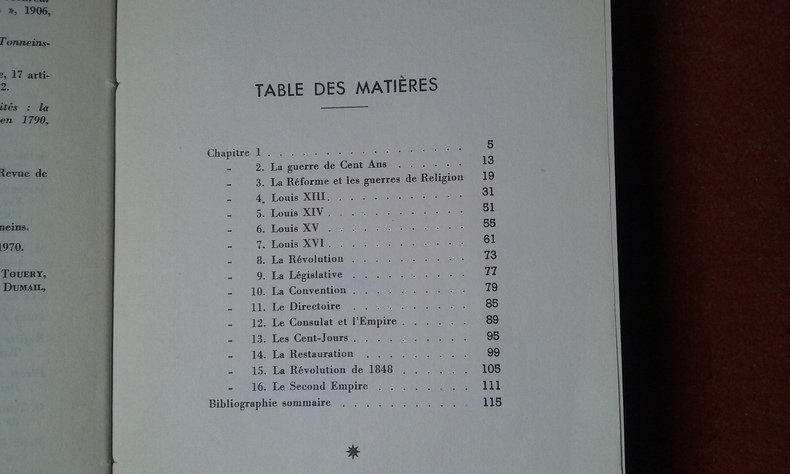 », 1906,
Tonneins-
17 arti-
2.
ités : la
en 1790,
Revue de
neins.
1970.
TOUERY,
DUMAIL,
TABLE DES MATIÈRES
Chapitre 1 . . . . . . . . . . . . . . . . . 5
– 2. La guerre de Cent Ans . . . . . . 13
– 3. La Réforme et les guerres de Religion 19
– 4. Louis XIII . . . . . . . . . . . . 31
– 5. Louis XIV . . . . . . . . . . . . 51
– 6. Louis XV . . . . . . . . . . . . 55
– 7. Louis XVI . . . . . . . . . . . . 61
– 8. La Révolution . . . . . . . . . . 73
– 9. La Législative . . . . . . . . . . 77
– 10. La Convention . . . . . . . . . . 79
– 11. Le Directoire . . . . . . . . . . 85
– 12. Le Consulat et l'Empire . . . . . . 89
– 13. Les Cent-Jours . . . . . . . . . . 95
– 14. La Restauration . . . . . . . . . 99
– 15. La Révolution de 1848 . . . . . . 105
– 16. Le Second Empire . . . . . . . . 111
Bibliographie sommaire . . . . . . . . . . . 115